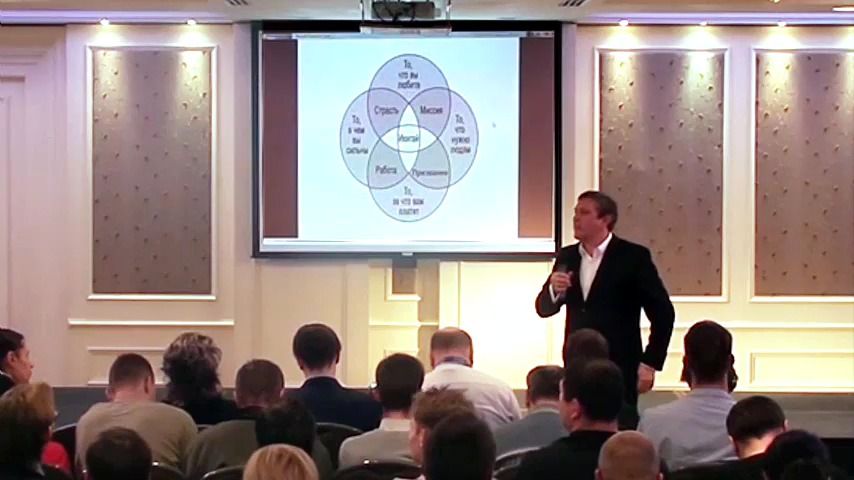 То,
что вы
любите
Страсть
Миссия
То,
в чем
вы
сильны
То,
что
нужно
людям
Икигай
Работа
Призвание
То,
за что вам
платят